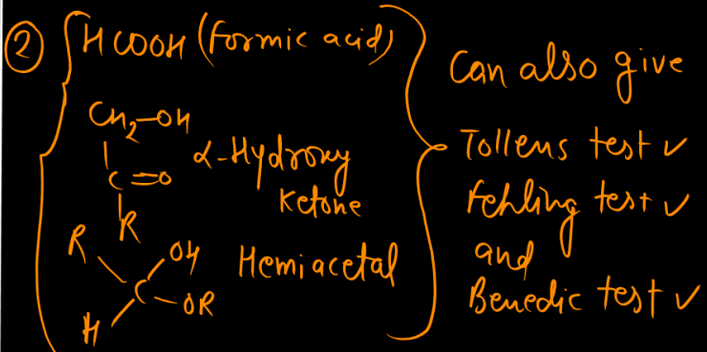 ② HCOOH (Formic acid)
CH₂—OH
C=O
R
α-Hydroxy
Ketone
R
OH
C
OR
H
Hemiacetal
Can also give
Tollens test ✓
Fehling test ✓
and
Benedic test ✓